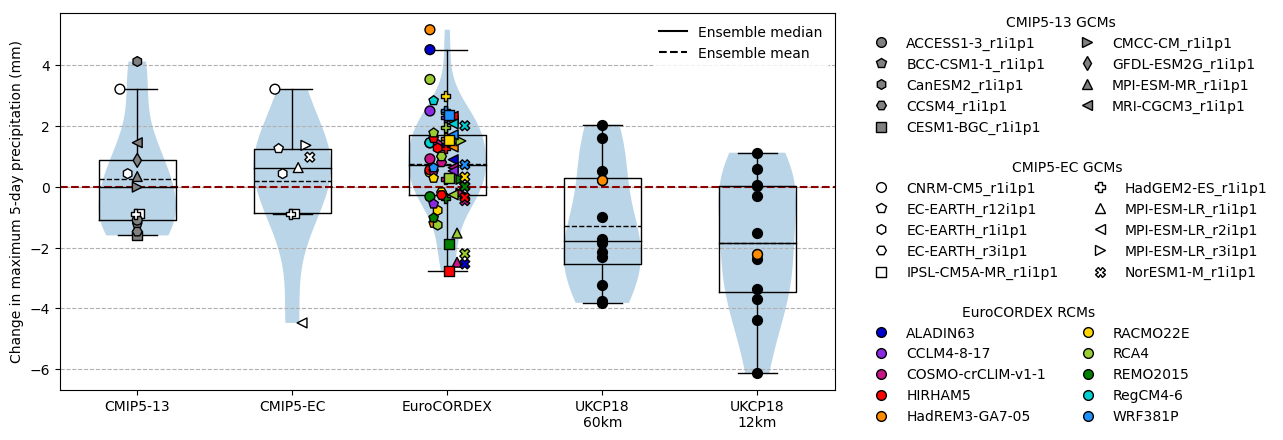 Change in maximum 5-day precipitation (mm)
4
2
0
−2
−4
−6
Ensemble median
Ensemble mean
CMIP5-13
CMIP5-EC
EuroCORDEX
UKCP18
60km
UKCP18
12km
CMIP5-13 GCMs
ACCESS1-3_r1i1p1
BCC-CSM1-1_r1i1p1
CanESM2_r1i1p1
CCSM4_r1i1p1
CESM1-BGC_r1i1p1
CMCC-CM_r1i1p1
GFDL-ESM2G_r1i1p1
MPI-ESM-MR_r1i1p1
MRI-CGCM3_r1i1p1
CMIP5-EC GCMs
CNRM-CM5_r1i1p1
EC-EARTH_r12i1p1
EC-EARTH_r1i1p1
EC-EARTH_r3i1p1
IPSL-CM5A-MR_r1i1p1
HadGEM2-ES_r1i1p1
MPI-ESM-LR_r1i1p1
MPI-ESM-LR_r2i1p1
MPI-ESM-LR_r3i1p1
NorESM1-M_r1i1p1
EuroCORDEX RCMs
ALADIN63
CCLM4-8-17
COSMO-crCLIM-v1-1
HIRHAM5
HadREM3-GA7-05
RACMO22E
RCA4
REMO2015
RegCM4-6
WRF381P